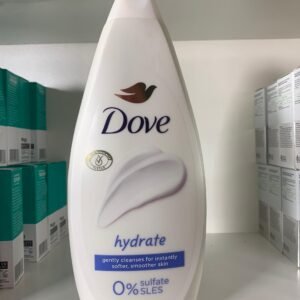 Dove
hydrate
gently cleanses for instantly
softer, smoother skin
0% sulfate
SLES